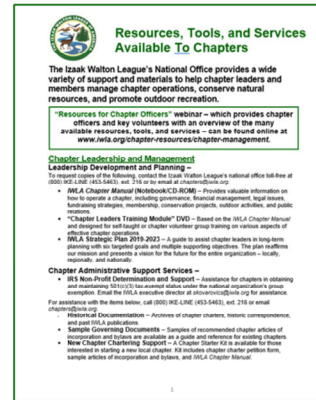 Resources, Tools, and Services
Available To Chapters
The Izaak Walton League's National Office provides a wide
variety of support and materials to help chapter leaders and
members manage chapter operations, conserve natural
resources, and promote outdoor recreation.
"Resources for Chapter Officers" webinar – which provides chapter
officers and key volunteers with an overview of the many
available resources, tools, and services – can be found online at
www.iwla.org/chapter-resources/chapter-management.
Chapter Leadership and Management
Leadership Development and Planning –
To request copies of the following, contact the Izaak Walton League's national office toll-free at
(800) IKE-LINE (453-5463), ext. 216 or by email at chapters@iwla.org.
• IWLA Chapter Manual (Notebook/CD-ROM) – Provides valuable information on
how to operate a chapter, including governance, financial management, legal issues,
fundraising strategies, membership, conservation projects, outdoor activities, and public
relations.
• "Chapter Leaders Training Module" DVD – Based on the IWLA Chapter Manual
and designed for self-taught or chapter volunteer group training on various aspects of
effective chapter operations.
• IWLA Strategic Plan 2019-2023 – A guide to assist chapter leaders in long-term
planning with six targeted goals and multiple supporting objectives. The plan reaffirms
our mission and presents a vision for the future for the entire organization – locally,
regionally, and nationally.
Chapter Administrative Support Services –
• IRS Non-Profit Determination and Support – Assistance for chapters in obtaining
and maintaining 501(c)(3) tax-exempt status under the national organization's group
exemption. Email the IWLA executive director at for assistance.
For assistance with the items below, call (800) IKE-LINE (453-5463), ext. 216 or email
chapters@iwla.org.
• Historical Documentation – Archives of chapter charters, historic correspondence,
and past IWLA publications.
• Sample Governing Documents – Samples of recommended chapter articles of
incorporation and bylaws are available as a guide and reference for existing chapters.
• New Chapter Chartering Support – A Chapter Starter Kit is available for those
interested in starting a new local chapter. Kit includes chapter charter petition form,
sample articles of incorporation and bylaws, and IWLA Chapter Manual.
1